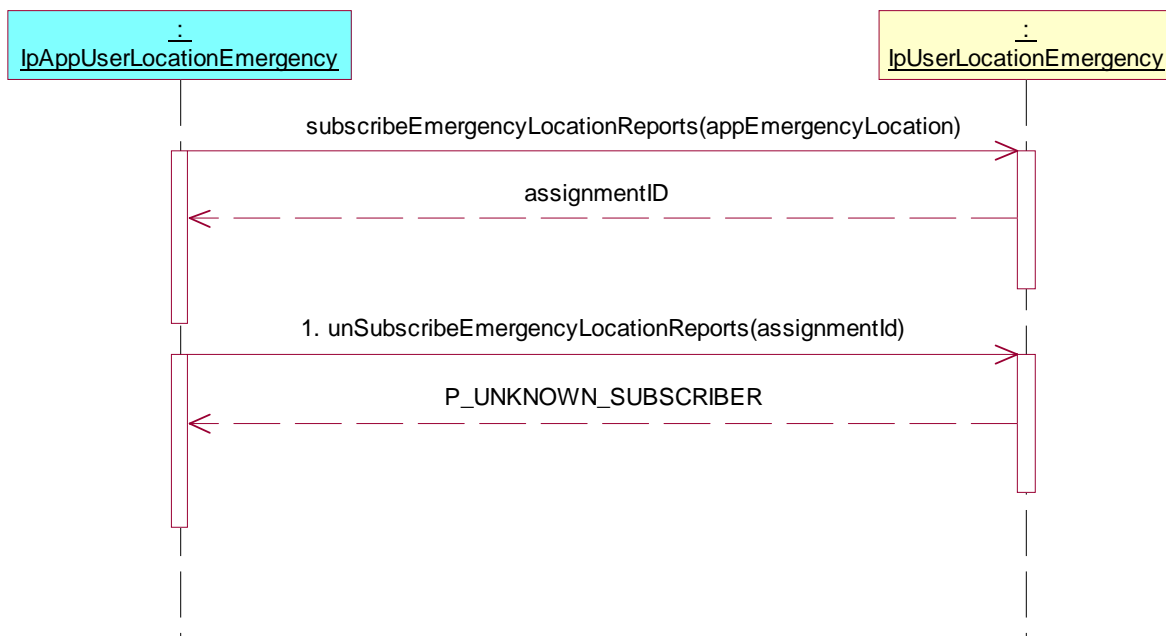 :
IpAppUserLocationEmergency
:
IpUserLocationEmergency
subscribeEmergencyLocationReports(appEmergencyLocation)
assignmentID
1. unSubscribeEmergencyLocationReports(assignmentId)
P_UNKNOWN_SUBSCRIBER